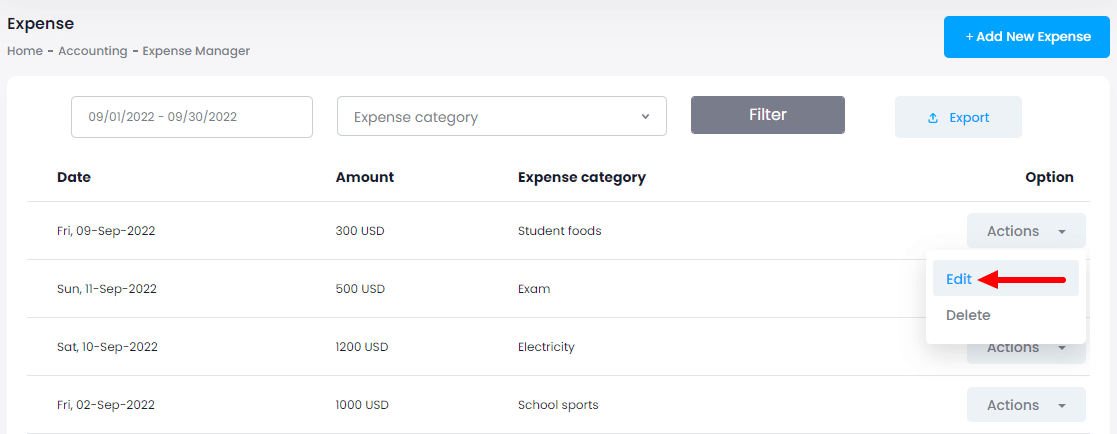 Expense
Home - Accounting - Expense Manager
+ Add New Expense
09/01/2022 - 09/30/2022 Expense category Filter Export
Date Amount Expense category Option
Fri, 09-Sep-2022 300 USD Student foods Actions
Edit
Sun, 11-Sep-2022 500 USD Exam
Delete
Sat, 10-Sep-2022 1200 USD Electricity Actions
Fri, 02-Sep-2022 1000 USD School sports Actions